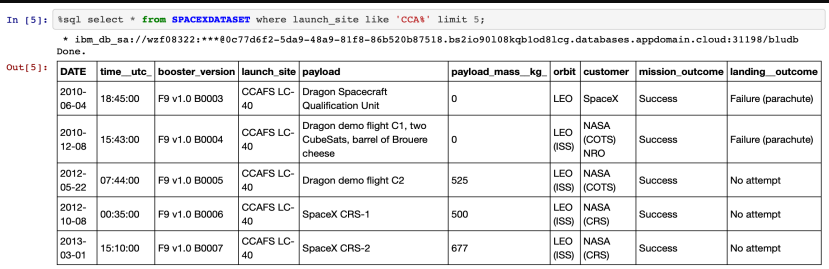 In [5]: %sql select * from SPACEXDATASET where launch_site like 'CCA%' limit 5;
* ibm_db_sa://wzf08322:***@0c77d6f2-5da9-48a9-81f8-86b520b87518.bs2io90l08kqb1od8lcg.databases.appdomain.cloud:31198/bludb
Done.
Out[5]:
DATE time__utc_ booster_version launch_site payload payload_mass__kg_ orbit customer mission_outcome landing__outcome
2010-06-04 18:45:00 F9 v1.0 B0003 CCAFS LC-40 Dragon Spacecraft Qualification Unit 0 LEO SpaceX Success Failure (parachute)
2010-12-08 15:43:00 F9 v1.0 B0004 CCAFS LC-40 Dragon demo flight C1, two CubeSats, barrel of Brouere cheese 0 LEO (ISS) NASA (COTS) NRO Success Failure (parachute)
2012-05-22 07:44:00 F9 v1.0 B0005 CCAFS LC-40 Dragon demo flight C2 525 LEO (ISS) NASA (COTS) Success No attempt
2012-10-08 00:35:00 F9 v1.0 B0006 CCAFS LC-40 SpaceX CRS-1 500 LEO (ISS) NASA (CRS) Success No attempt
2013-03-01 15:10:00 F9 v1.0 B0007 CCAFS LC-40 SpaceX CRS-2 677 LEO (ISS) NASA (CRS) Success No attempt